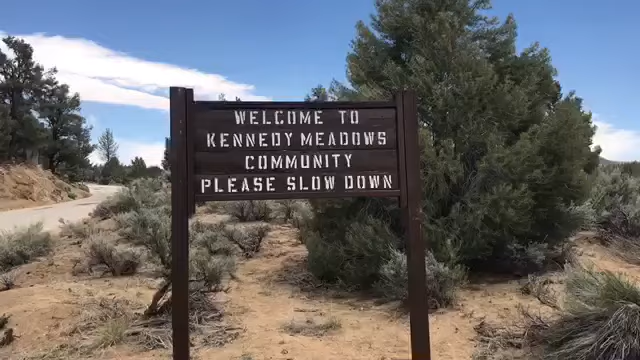 WELCOME TO
KENNEDY MEADOWS
COMMUNITY
PLEASE SLOW DOWN